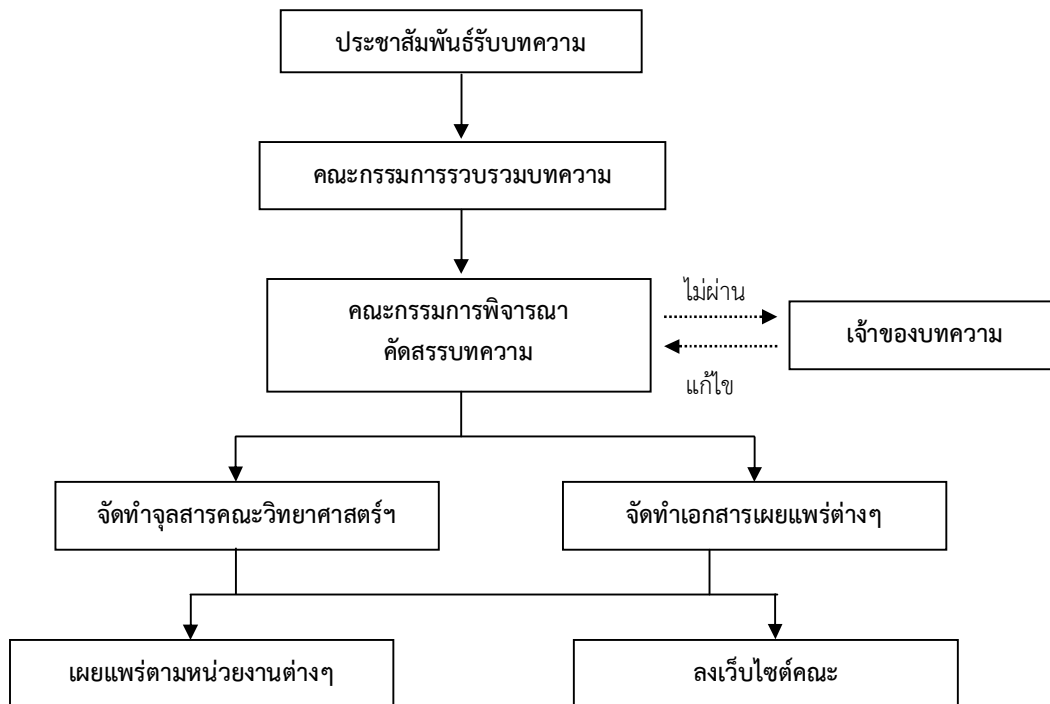 ประชาสัมพันธ์รับบทความ
คณะกรรมการรวบรวมบทความ
คณะกรรมการพิจารณา
คัดสรรบทความ
ไม่ผ่าน
เจ้าของบทความ
แก้ไข
จัดทำจุลสารคณะวิทยาศาสตร์ฯ
จัดทำเอกสารเผยแพร่ต่างๆ
เผยแพร่ตามหน่วยงานต่างๆ
ลงเว็บไซต์คณะ